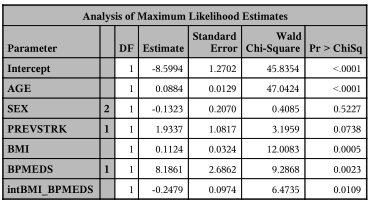 Analysis of Maximum Likelihood Estimates
Parameter DF Estimate Standard Error Wald Chi-Square Pr > ChiSq
Intercept 1 -8.5994 1.2702 45.8354 <.0001
AGE 1 0.0884 0.0129 47.0424 <.0001
SEX 2 1 -0.1323 0.2070 0.4085 0.5227
PREVSTRK 1 1 1.9337 1.0817 3.1959 0.0738
BMI 1 0.1124 0.0324 12.0083 0.0005
BPMEDS 1 1 8.1861 2.6862 9.2868 0.0023
intBMI_BPMEDS 1 -0.2479 0.0974 6.4735 0.0109